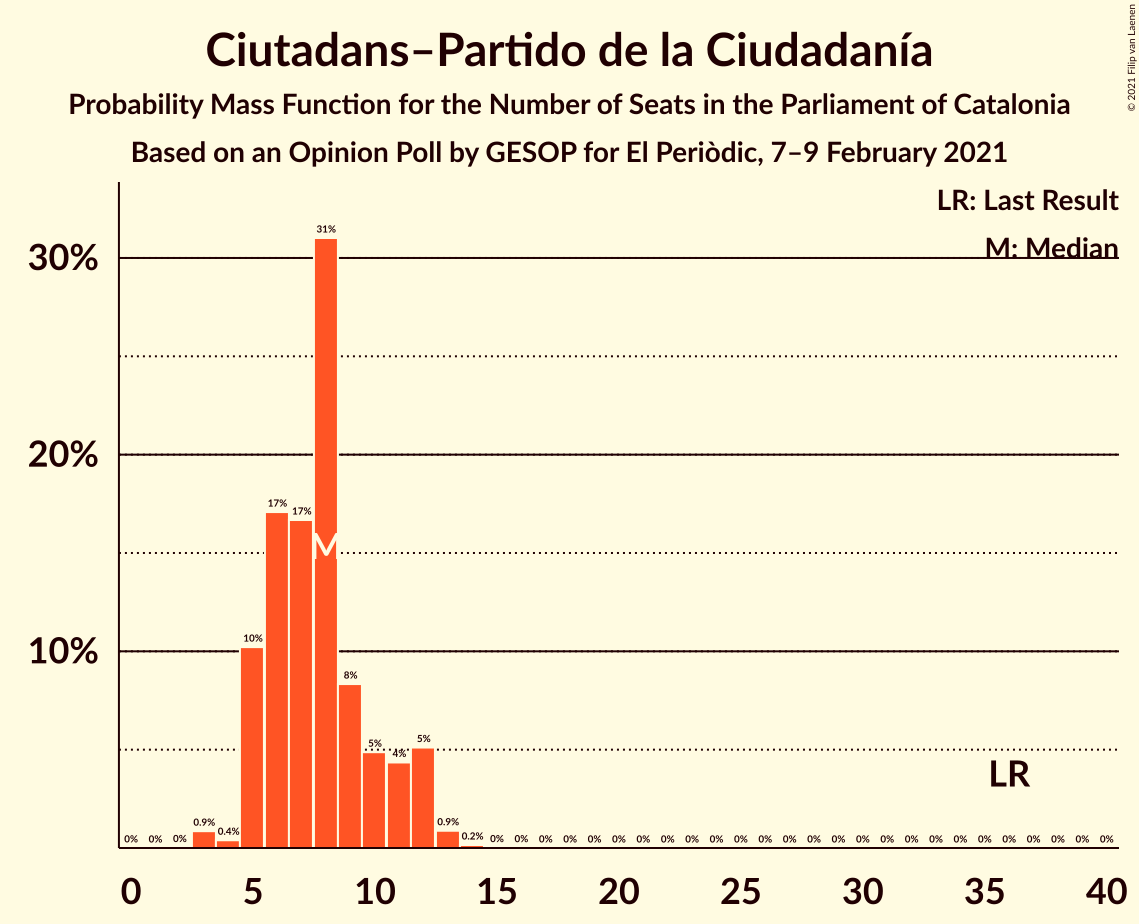 Ciutadans–Partido de la Ciudadanía
Probability Mass Function for the Number of Seats in the Parliament of Catalonia
Based on an Opinion Poll by GESOP for El Periòdic, 7–9 February 2021
© 2021 Filip van Laenen
LR: Last Result
M: Median
30%
20%
10%
0% 0% 0% 0.9% 0.4% 10% 17% 17% 31% 8% 5% 4% 5% 0.9% 0.2% 0% 0% 0% 0% 0% 0% 0% 0% 0% 0% 0% 0% 0% 0% 0% 0% 0% 0% 0% 0% 0% 0% 0% 0% 0% 0%
M
LR
0 5 10 15 20 25 30 35 40